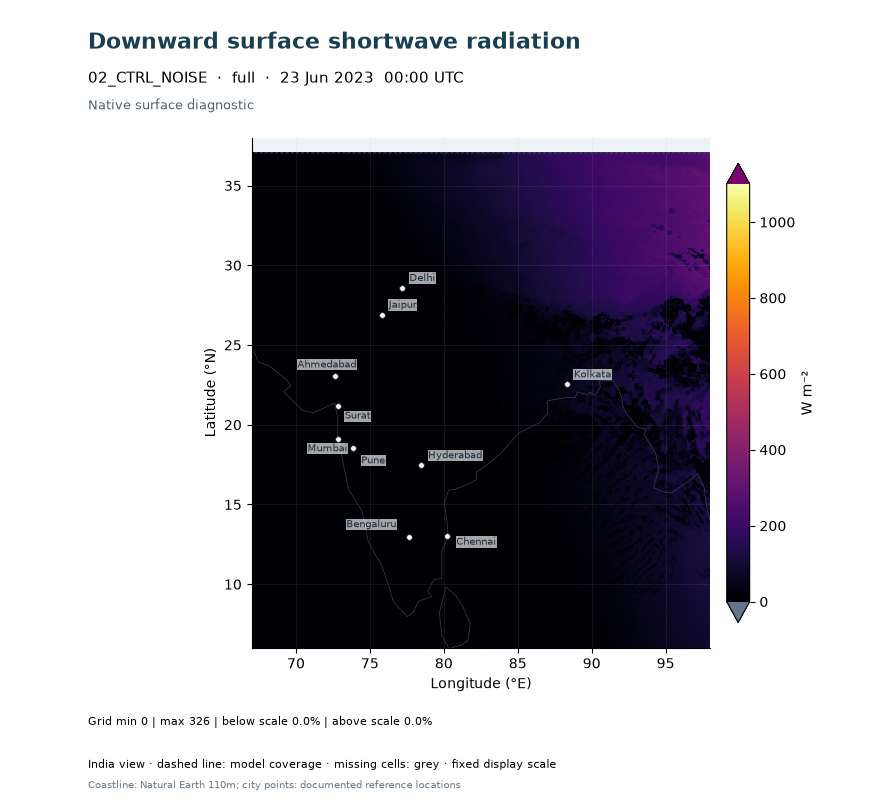 Downward surface shortwave radiation
02_CTRL_NOISE · full · 23 Jun 2023 00:00 UTC
Native surface diagnostic
35
30
25
20
15
10
Latitude (°N)
70
75
80
85
90
95
Longitude (°E)
Delhi
Jaipur
Ahmedabad
Surat
Mumbai
Pune
Hyderabad
Bengaluru
Chennai
Kolkata
1000
800
600
400
200
0
W m⁻²
Grid min 0 | max 326 | below scale 0.0% | above scale 0.0%
India view · dashed line: model coverage · missing cells: grey · fixed display scale
Coastline: Natural Earth 110m; city points: documented reference locations